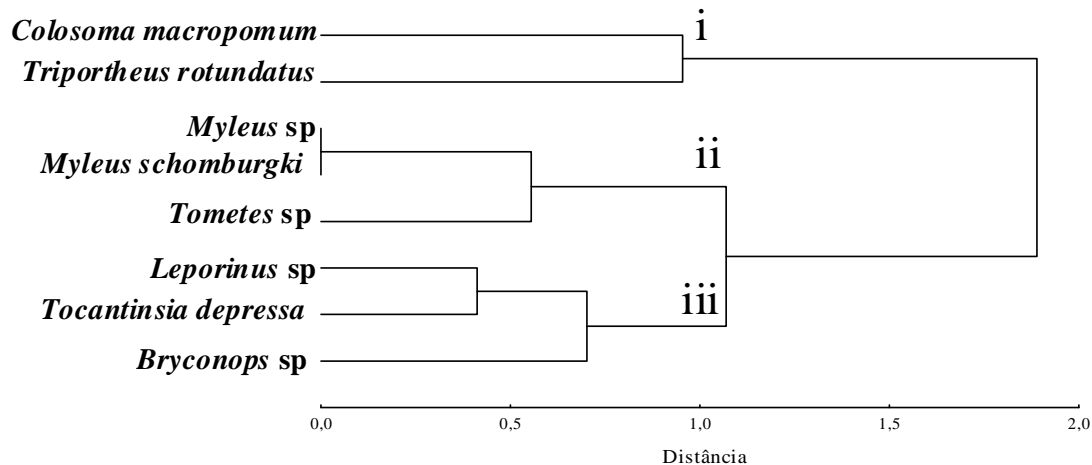 Colosoma macropomum
i
Triportheus rotundatus
Myleus sp
ii
Myleus schomburgki
Tometes sp
Leporinus sp
iii
Tocantinsia depressa
Bryconops sp
0,0 0,5 1,0 1,5 2,0
Distância